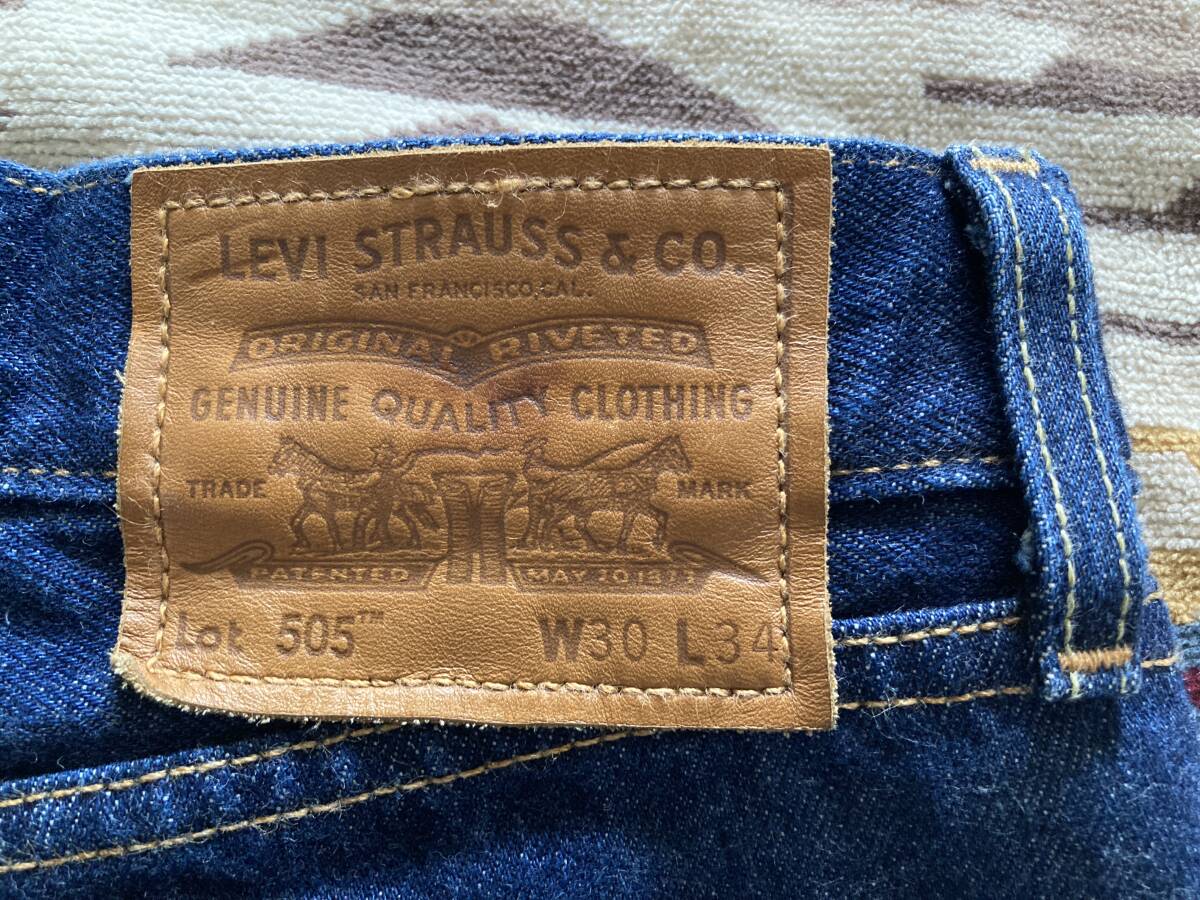 LEVI STRAUSS & CO.
SAN FRANCISCO, CAL.
ORIGINAL RIVETED
GENUINE QUALITY CLOTHING
TRADE MARK
PATENTED MAY 20 1873
Lot 505™ W30 L34